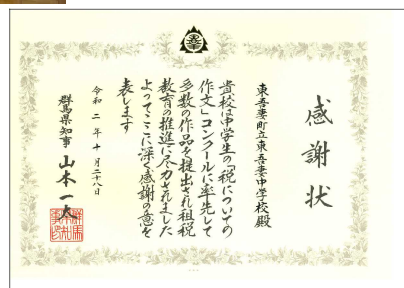 感謝状
東吾妻町立東吾妻中学校殿
貴校は中学生の「税についての
作文」コンクールに率先して
多数の作品を提出され租税
教育の推進に尽力されました
よってここに深く感謝の意を
表します
令和二年十月二十八日
群馬県知事 山本一太